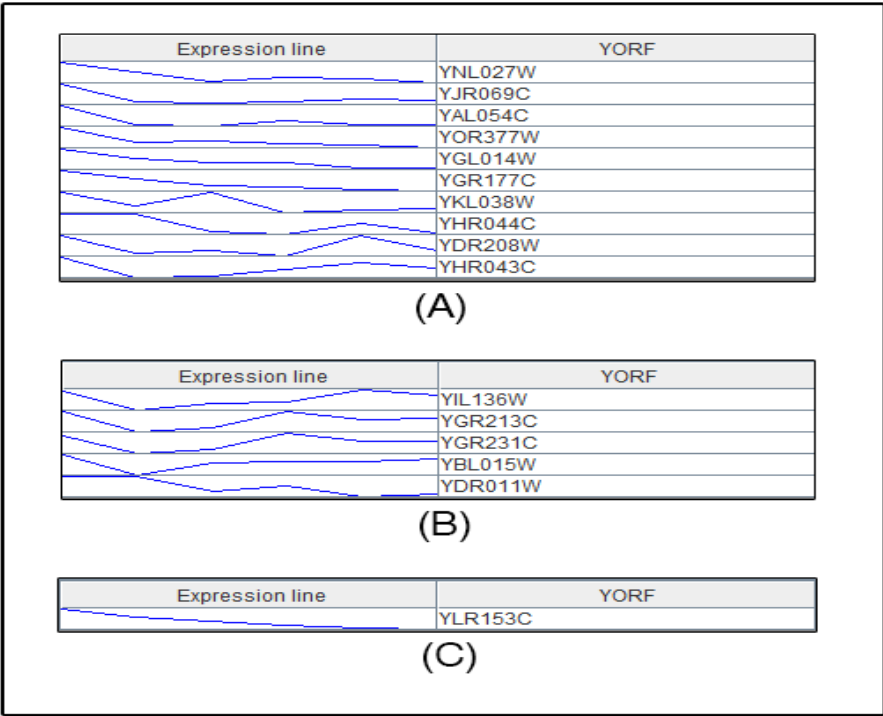 Expression line YORF
YNL027W
YJR069C
YAL054C
YOR377W
YGL014W
YGR177C
YKL038W
YHR044C
YDR208W
YHR043C
(A)
Expression line YORF
YIL136W
YGR213C
YGR231C
YBL015W
YDR011W
(B)
Expression line YORF
YLR153C
(C)